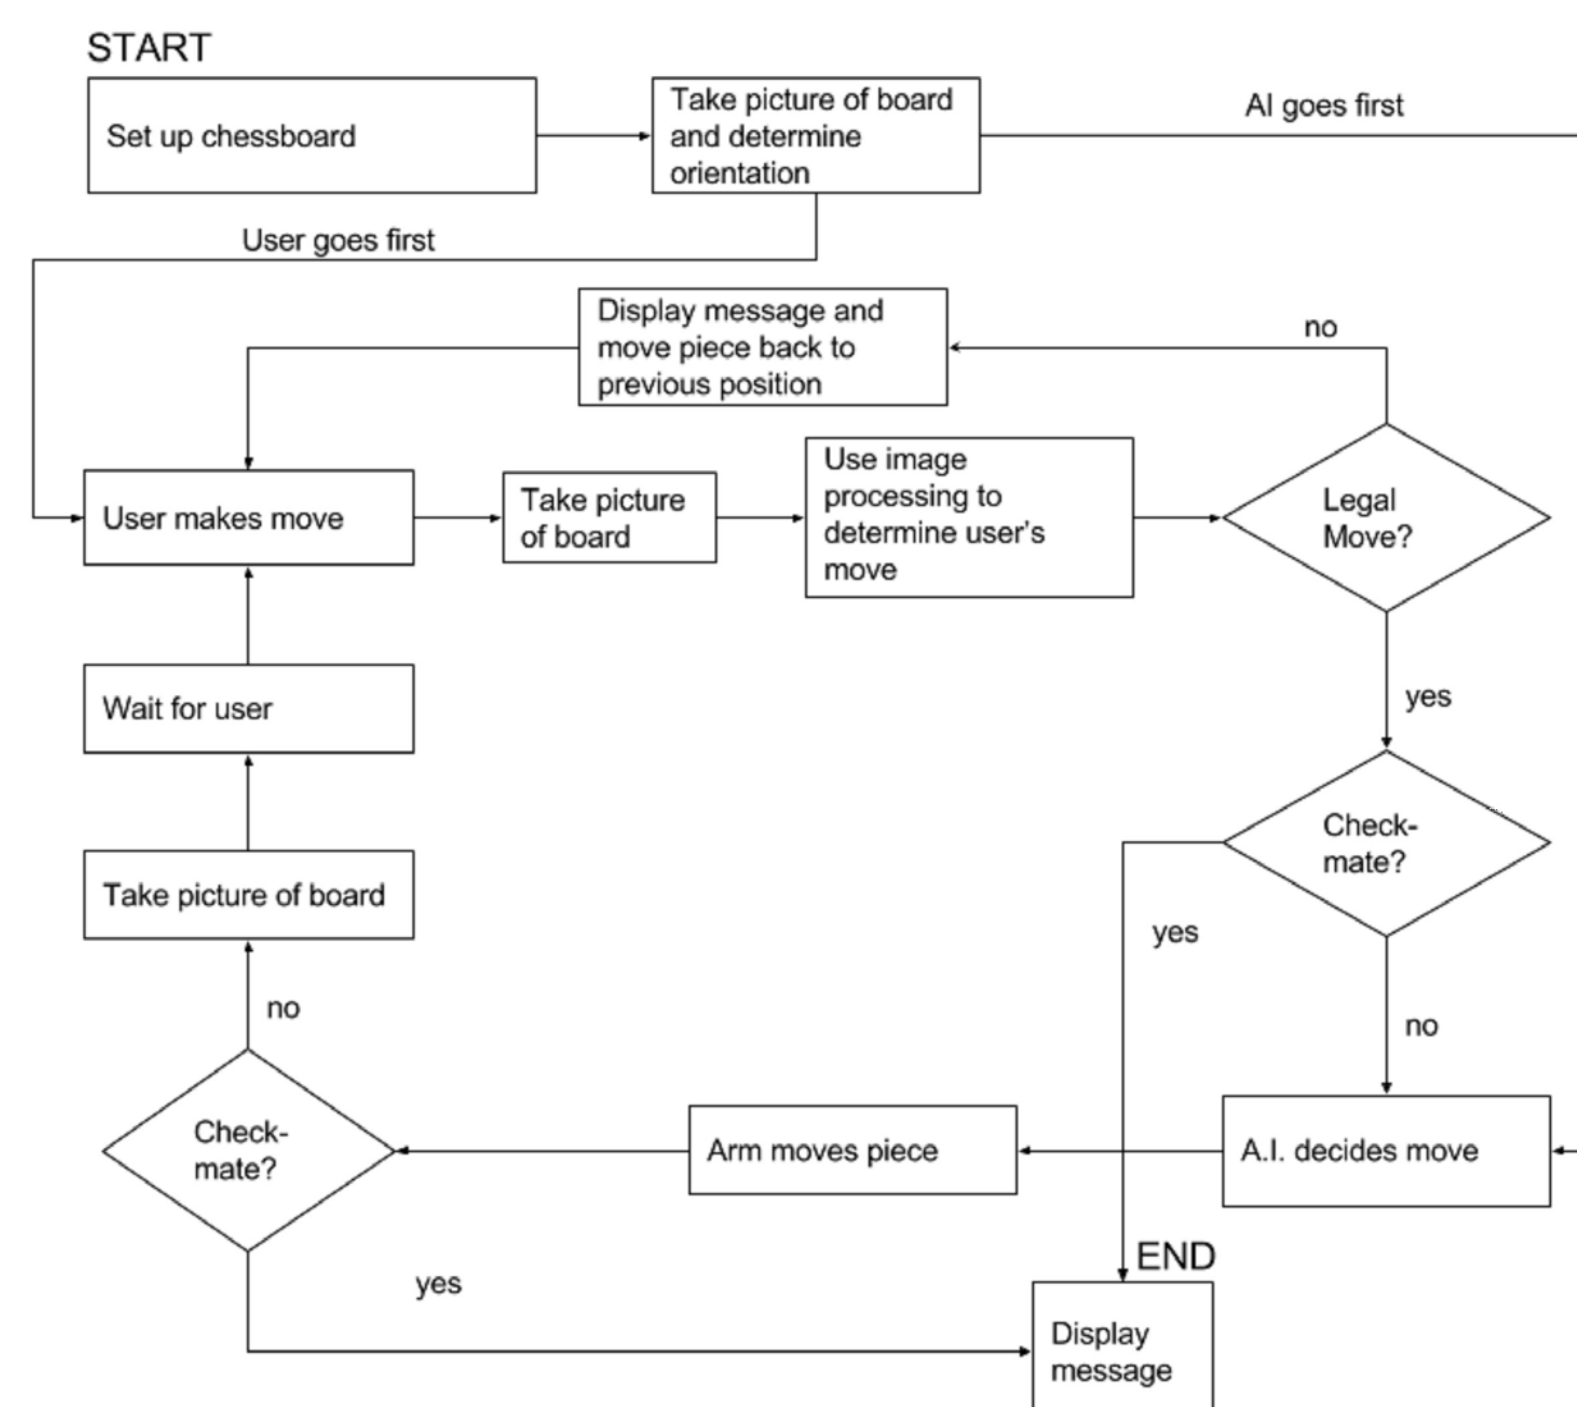 START
Set up chessboard
Take picture of board
and determine
orientation
AI goes first
User goes first
Display message and
move piece back to
previous position
no
User makes move
Take picture
of board
Use image
processing to
determine user's
move
Legal
Move?
yes
Wait for user
Check-
mate?
Take picture of board
yes
no
no
Check-
mate?
Arm moves piece
A.I. decides move
END
yes
Display
message